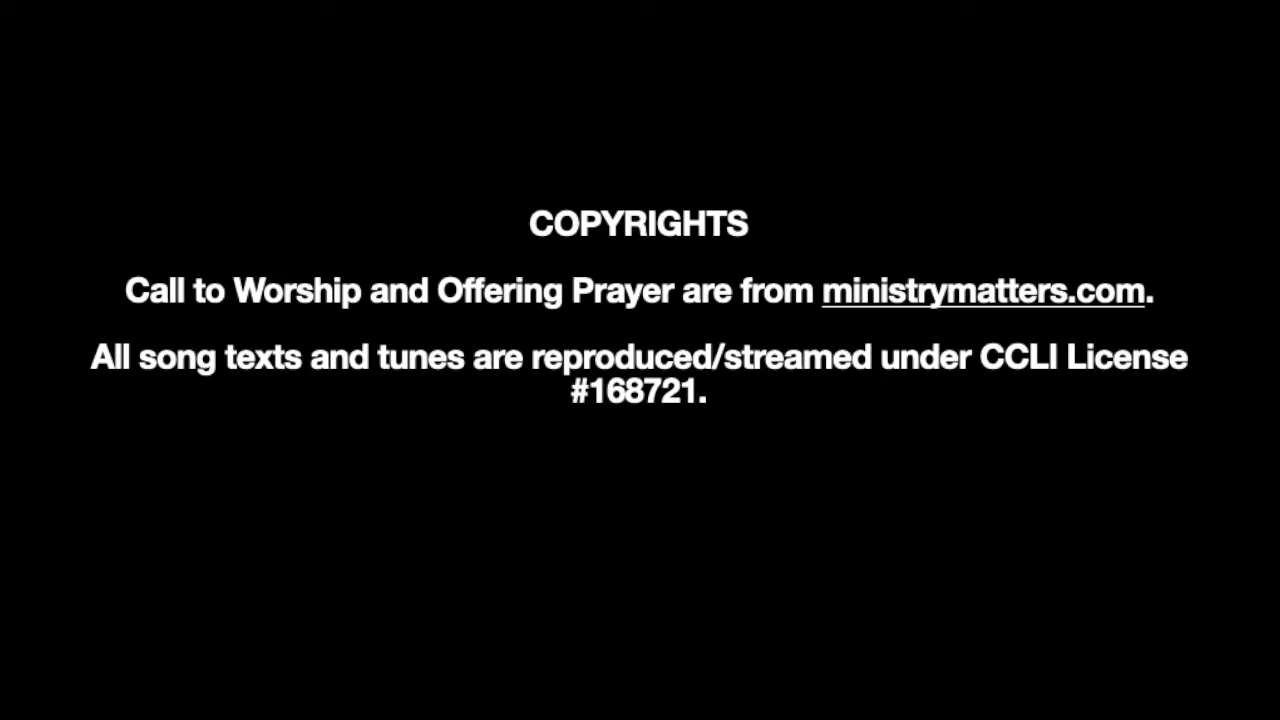 COPYRIGHTS
Call to Worship and Offering Prayer are from ministrymatters.com.
All song texts and tunes are reproduced/streamed under CCLI License
#168721.